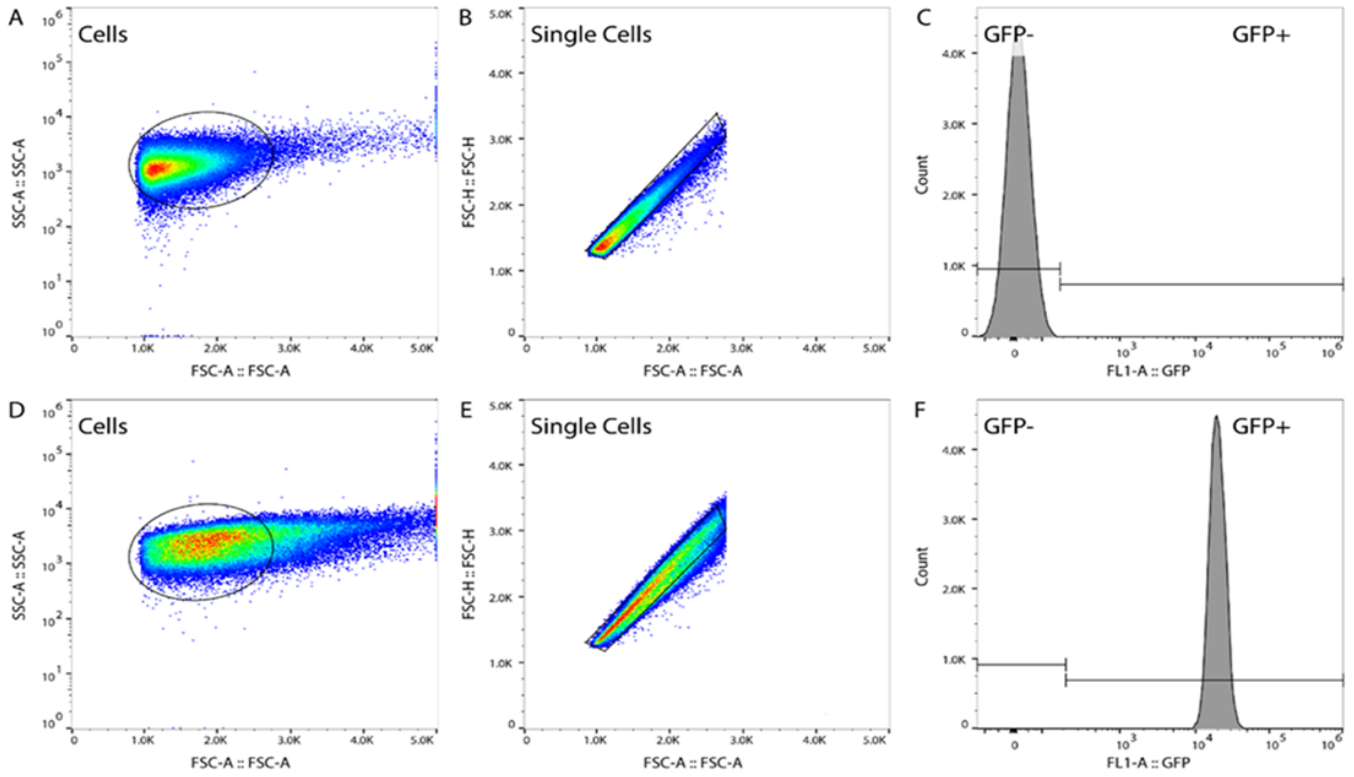 A
Cells
SSC-A :: SSC-A
10^6
10^5
10^4
10^3
10^2
10^1
10^0
0 1.0K 2.0K 3.0K 4.0K 5.0K
FSC-A :: FSC-A
B
Single Cells
FSC-H :: FSC-H
5.0K
4.0K
3.0K
2.0K
1.0K
0
1.0K 2.0K 3.0K 4.0K 5.0K
FSC-A :: FSC-A
C
GFP- GFP+
Count
4.0K
3.0K
2.0K
1.0K
0
0 10^3 10^4 10^5 10^6
FL1-A :: GFP
D
Cells
SSC-A :: SSC-A
10^6
10^5
10^4
10^3
10^2
10^1
10^0
0 1.0K 2.0K 3.0K 4.0K 5.0K
FSC-A :: FSC-A
E
Single Cells
FSC-H :: FSC-H
5.0K
4.0K
3.0K
2.0K
1.0K
0
1.0K 2.0K 3.0K 4.0K 5.0K
FSC-A :: FSC-A
F
GFP- GFP+
Count
4.0K
3.0K
2.0K
1.0K
0
0 10^3 10^4 10^5 10^6
FL1-A :: GFP